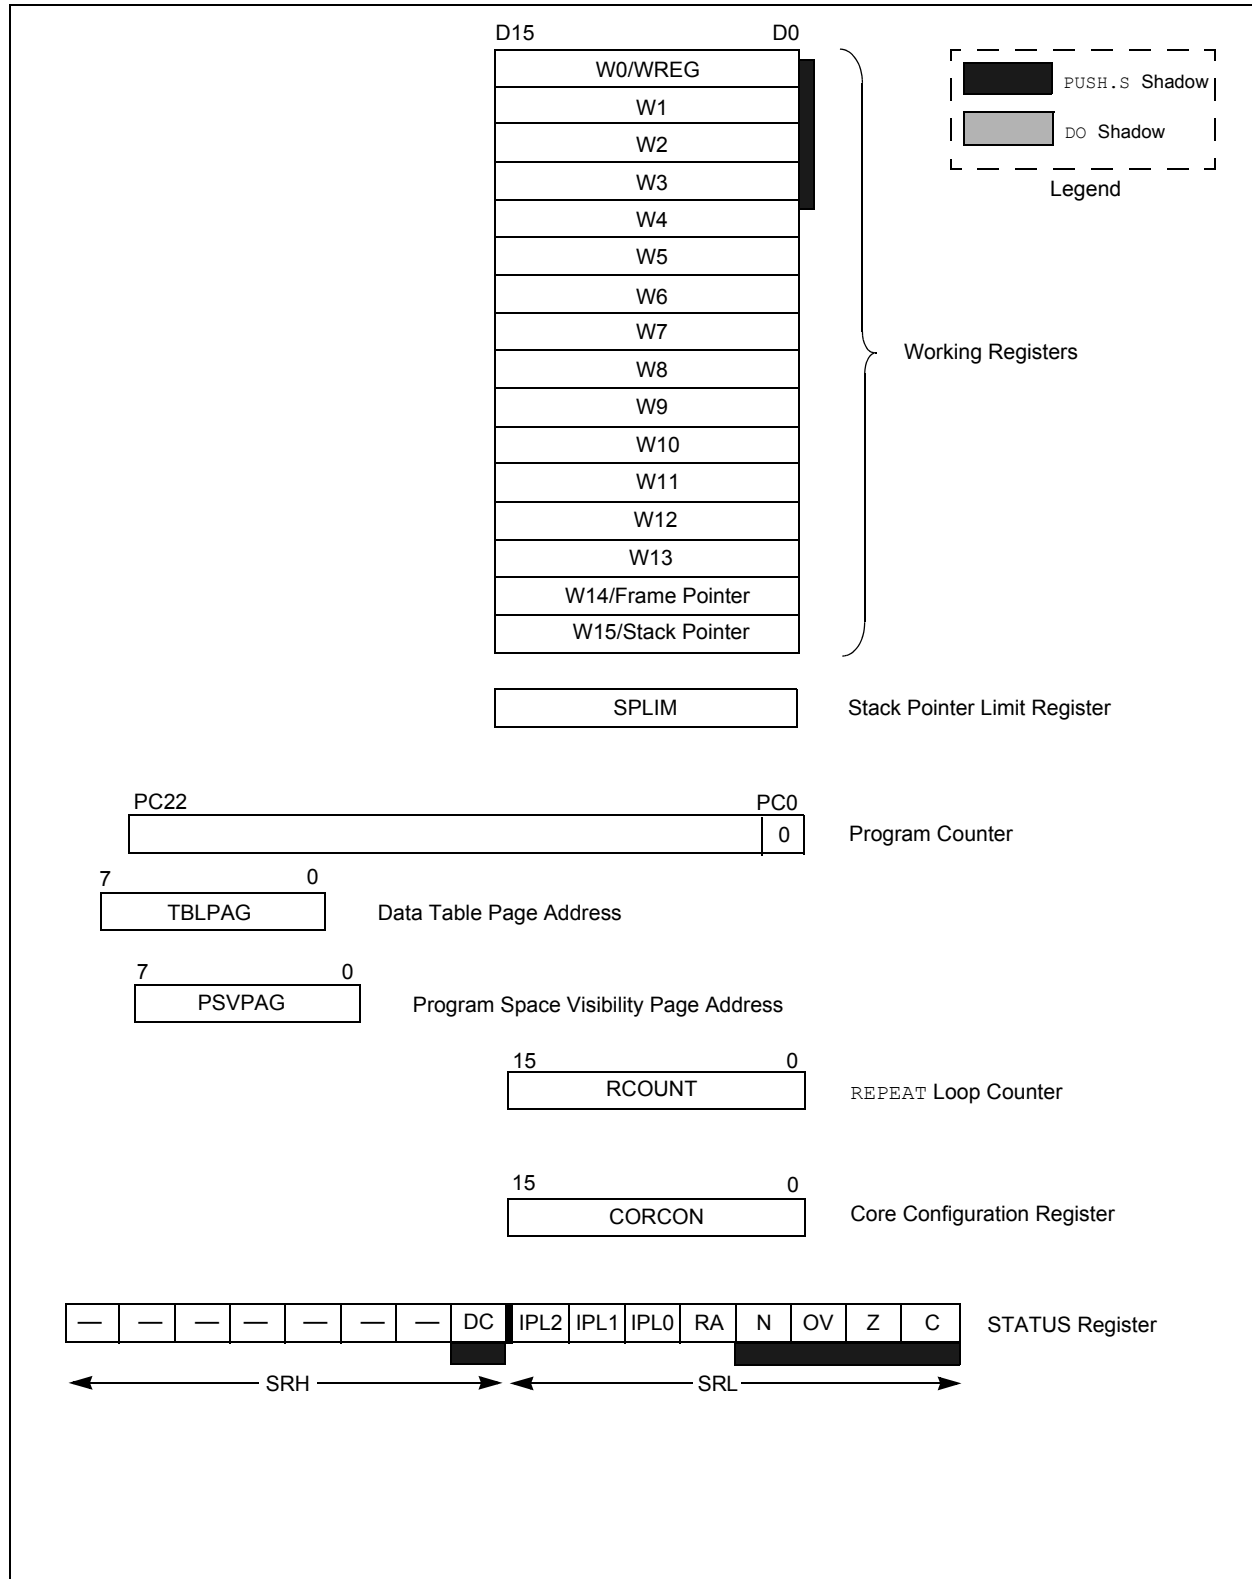 D15 D0
W0/WREG
W1
W2
W3
W4
W5
W6
W7
W8
W9
W10
W11
W12
W13
W14/Frame Pointer
W15/Stack Pointer
PUSH.S Shadow
DO Shadow
Legend
Working Registers
SPLIM Stack Pointer Limit Register
PC22 PC0
0 Program Counter
7 0
TBLPAG Data Table Page Address
7 0
PSVPAG Program Space Visibility Page Address
15 0
RCOUNT REPEAT Loop Counter
15 0
CORCON Core Configuration Register
— — — — — — — DC IPL2 IPL1 IPL0 RA N OV Z C STATUS Register
SRH SRL